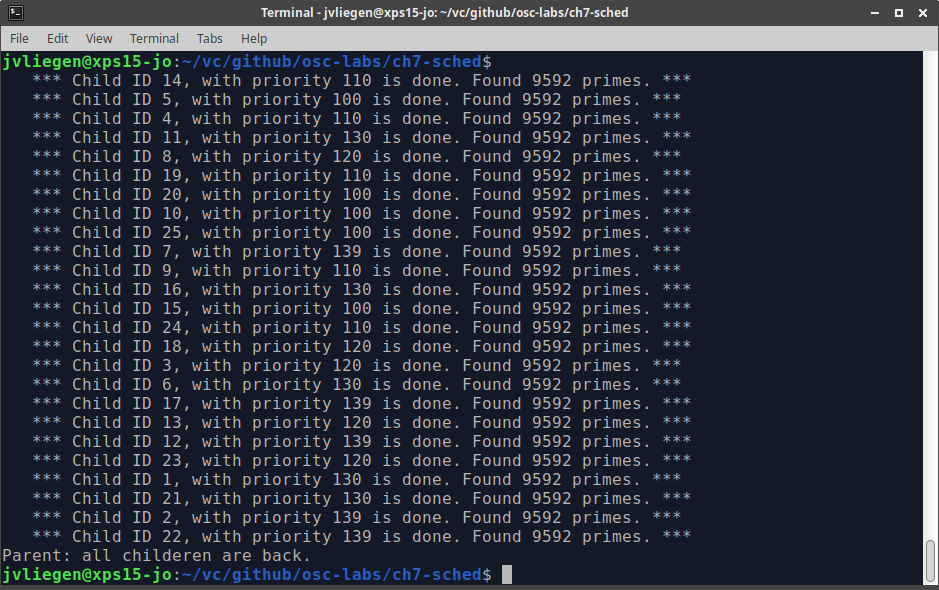 Terminal - jvliegen@xps15-jo: ~/vc/github/osc-labs/ch7-sched
File Edit View Terminal Tabs Help
jvliegen@xps15-jo:~/vc/github/osc-labs/ch7-sched$
*** Child ID 14, with priority 110 is done. Found 9592 primes. ***
*** Child ID 5, with priority 100 is done. Found 9592 primes. ***
*** Child ID 4, with priority 110 is done. Found 9592 primes. ***
*** Child ID 11, with priority 130 is done. Found 9592 primes. ***
*** Child ID 8, with priority 120 is done. Found 9592 primes. ***
*** Child ID 19, with priority 110 is done. Found 9592 primes. ***
*** Child ID 20, with priority 100 is done. Found 9592 primes. ***
*** Child ID 10, with priority 100 is done. Found 9592 primes. ***
*** Child ID 25, with priority 100 is done. Found 9592 primes. ***
*** Child ID 7, with priority 139 is done. Found 9592 primes. ***
*** Child ID 9, with priority 110 is done. Found 9592 primes. ***
*** Child ID 16, with priority 130 is done. Found 9592 primes. ***
*** Child ID 15, with priority 100 is done. Found 9592 primes. ***
*** Child ID 24, with priority 110 is done. Found 9592 primes. ***
*** Child ID 18, with priority 120 is done. Found 9592 primes. ***
*** Child ID 3, with priority 120 is done. Found 9592 primes. ***
*** Child ID 6, with priority 130 is done. Found 9592 primes. ***
*** Child ID 17, with priority 139 is done. Found 9592 primes. ***
*** Child ID 13, with priority 120 is done. Found 9592 primes. ***
*** Child ID 12, with priority 139 is done. Found 9592 primes. ***
*** Child ID 23, with priority 120 is done. Found 9592 primes. ***
*** Child ID 1, with priority 130 is done. Found 9592 primes. ***
*** Child ID 21, with priority 130 is done. Found 9592 primes. ***
*** Child ID 2, with priority 139 is done. Found 9592 primes. ***
*** Child ID 22, with priority 139 is done. Found 9592 primes. ***
Parent: all childeren are back.
jvliegen@xps15-jo:~/vc/github/osc-labs/ch7-sched$